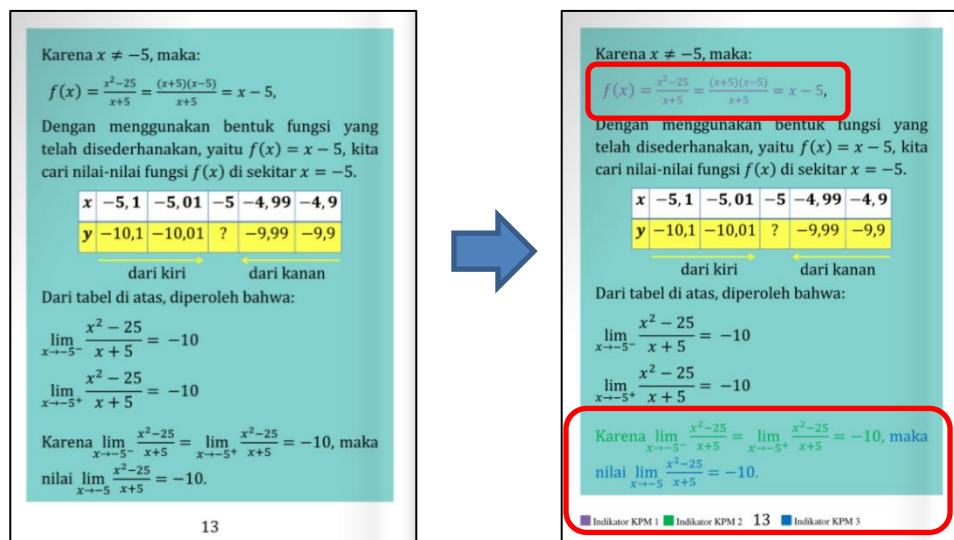 Karena x ≠ −5, maka:
f(x) = x²−25/x+5 = (x+5)(x−5)/x+5 = x − 5,
Dengan menggunakan bentuk fungsi yang
telah disederhanakan, yaitu f(x) = x − 5, kita
cari nilai-nilai fungsi f(x) di sekitar x = −5.
x −5,1 −5,01 −5 −4,99 −4,9
y −10,1 −10,01 ? −9,99 −9,9
dari kiri dari kanan
Dari tabel di atas, diperoleh bahwa:
lim x→−5⁻ x² − 25/x + 5 = −10
lim x→−5⁺ x² − 25/x + 5 = −10
Karena lim x→−5⁻ x²−25/x+5 = lim x→−5⁺ x²−25/x+5 = −10, maka
nilai lim x→−5 x²−25/x+5 = −10.
13
Karena x ≠ −5, maka:
f(x) = x²−25/x+5 = (x+5)(x−5)/x+5 = x − 5,
Dengan menggunakan bentuk fungsi yang
telah disederhanakan, yaitu f(x) = x − 5, kita
cari nilai-nilai fungsi f(x) di sekitar x = −5.
x −5,1 −5,01 −5 −4,99 −4,9
y −10,1 −10,01 ? −9,99 −9,9
dari kiri dari kanan
Dari tabel di atas, diperoleh bahwa:
lim x→−5⁻ x² − 25/x + 5 = −10
lim x→−5⁺ x² − 25/x + 5 = −10
Karena lim x→−5⁻ x²−25/x+5 = lim x→−5⁺ x²−25/x+5 = −10, maka
nilai lim x→−5 x²−25/x+5 = −10.
Indikator KPM 1 Indikator KPM 2 13 Indikator KPM 3